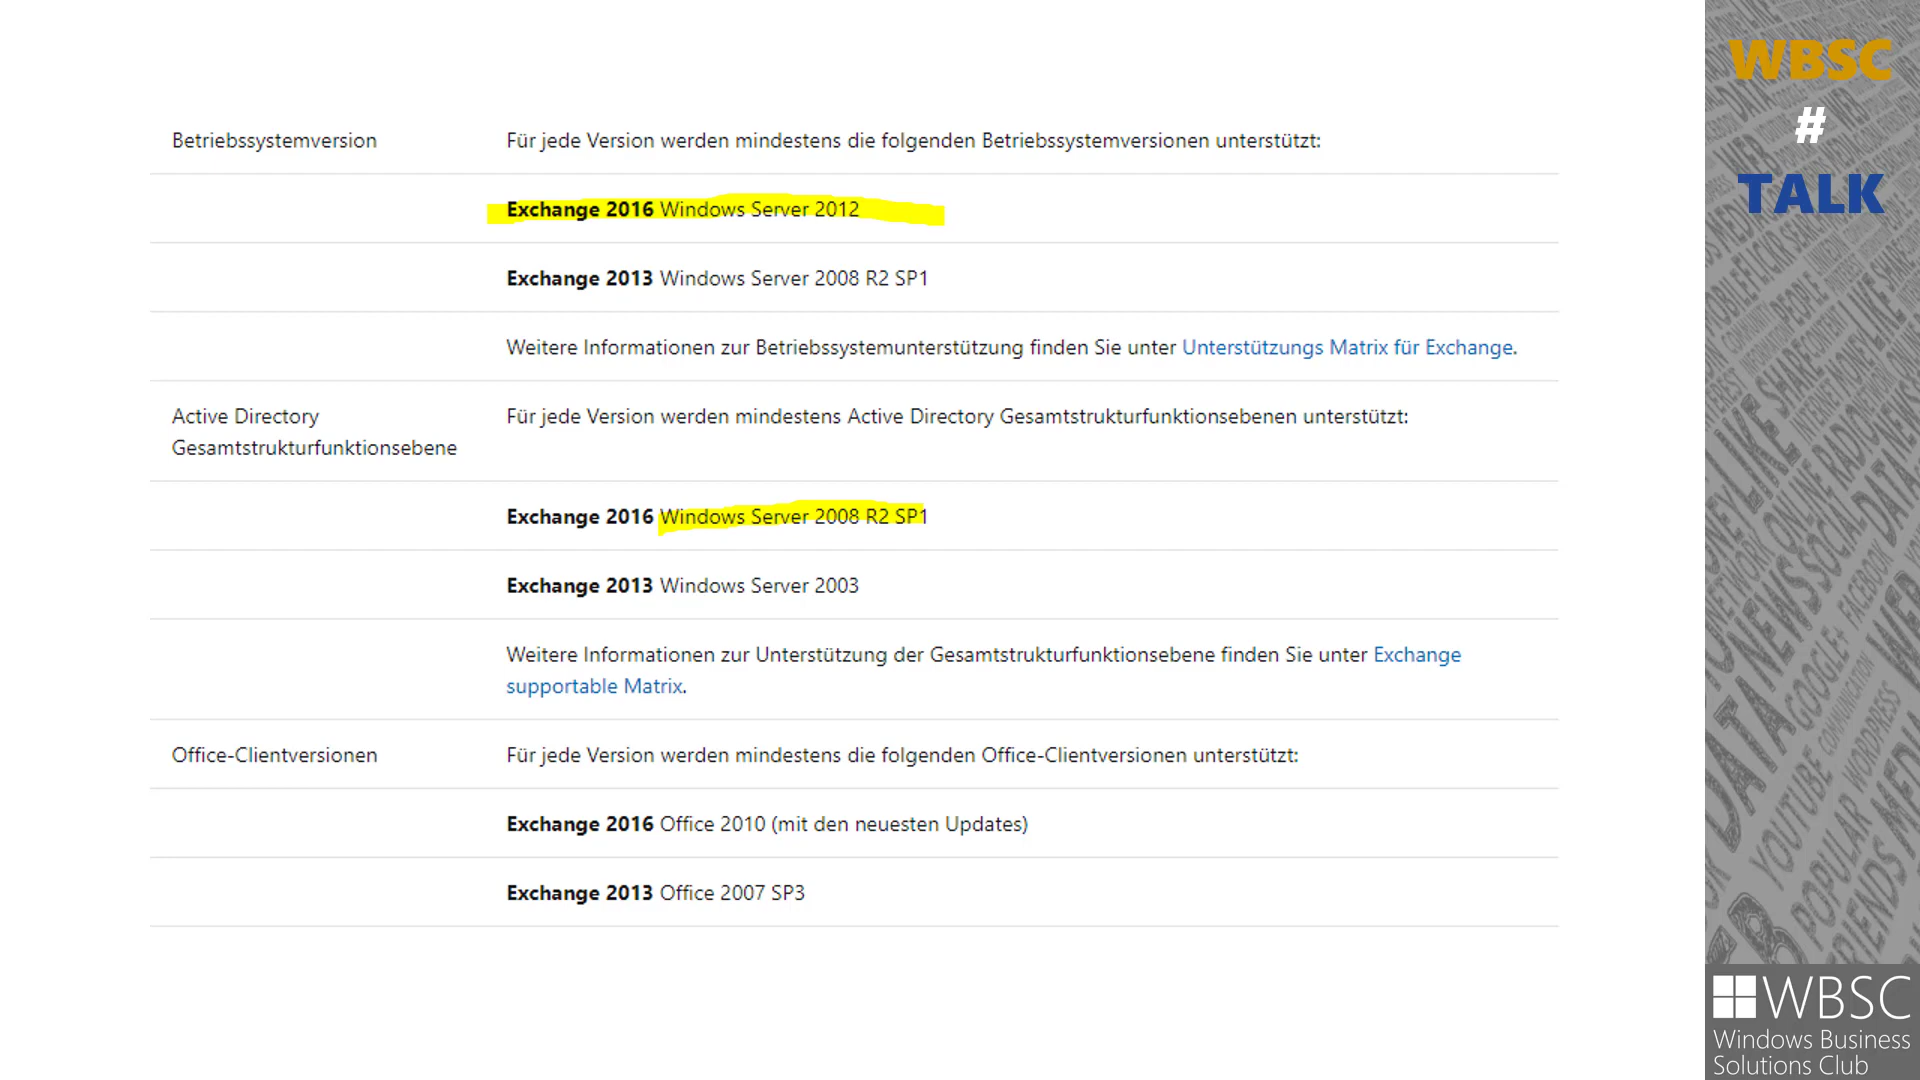 Betriebssystemversion
Für jede Version werden mindestens die folgenden Betriebssystemversionen unterstützt:
Exchange 2016 Windows Server 2012
Exchange 2013 Windows Server 2008 R2 SP1
Weitere Informationen zur Betriebssystemunterstützung finden Sie unter Unterstützungs Matrix für Exchange.
Active Directory
Gesamtstrukturfunktionsebene
Für jede Version werden mindestens Active Directory Gesamtstrukturfunktionsebenen unterstützt:
Exchange 2016 Windows Server 2008 R2 SP1
Exchange 2013 Windows Server 2003
Weitere Informationen zur Unterstützung der Gesamtstrukturfunktionsebene finden Sie unter Exchange
supportable Matrix.
Office-Clientversionen
Für jede Version werden mindestens die folgenden Office-Clientversionen unterstützt:
Exchange 2016 Office 2010 (mit den neuesten Updates)
Exchange 2013 Office 2007 SP3
WBSC
#
TALK
WBSC
Windows Business
Solutions Club